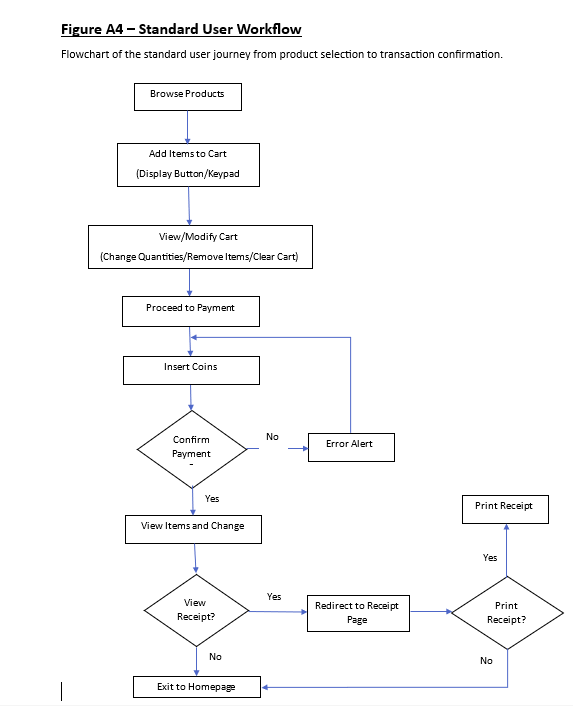 Figure A4 – Standard User Workflow
Flowchart of the standard user journey from product selection to transaction confirmation.
Browse Products
Add Items to Cart
(Display Button/Keypad
View/Modify Cart
(Change Quantities/Remove Items/Clear Cart)
Proceed to Payment
Insert Coins
Confirm
Payment
-
No
Error Alert
Yes
View Items and Change
Print Receipt
Yes
View
Receipt?
Yes
Redirect to Receipt
Page
Print
Receipt?
No
No
Exit to Homepage